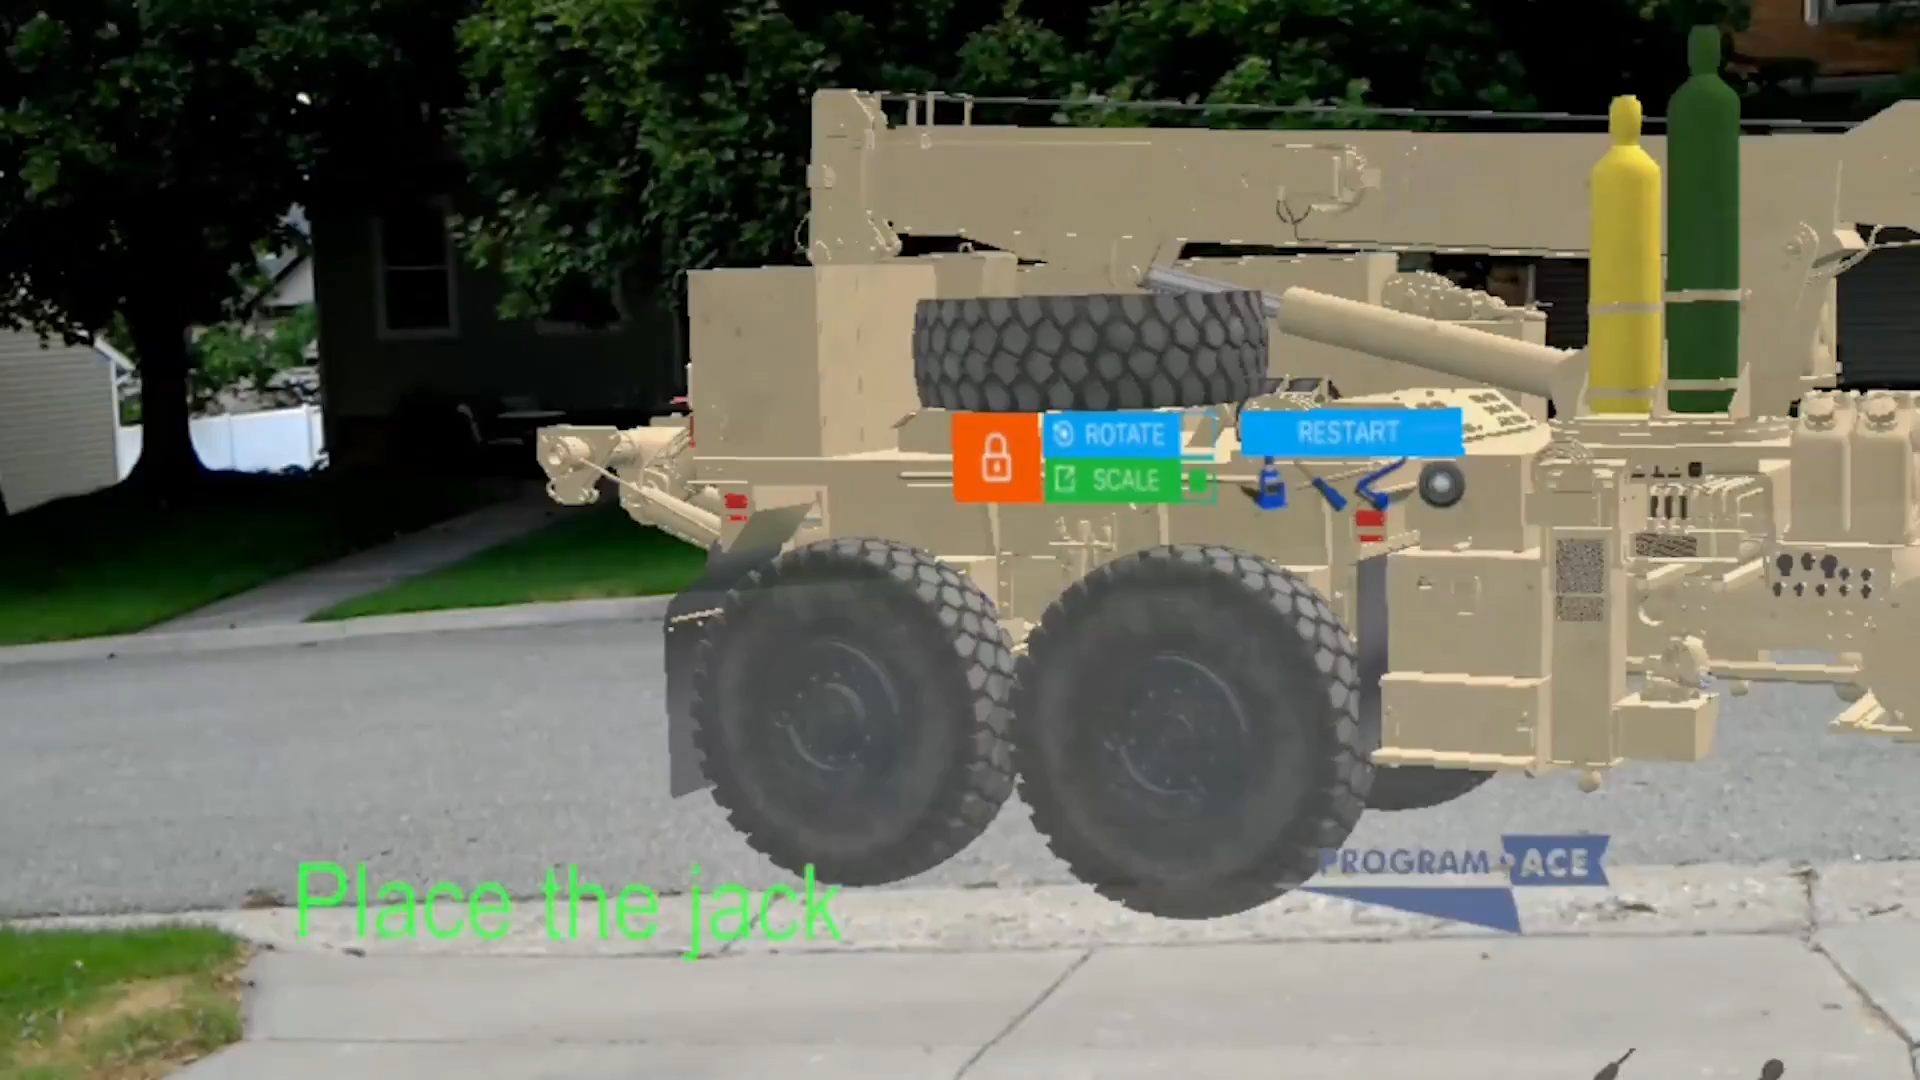 ROTATE
RESTART
SCALE
Place the jack
PROGRAM-ACE